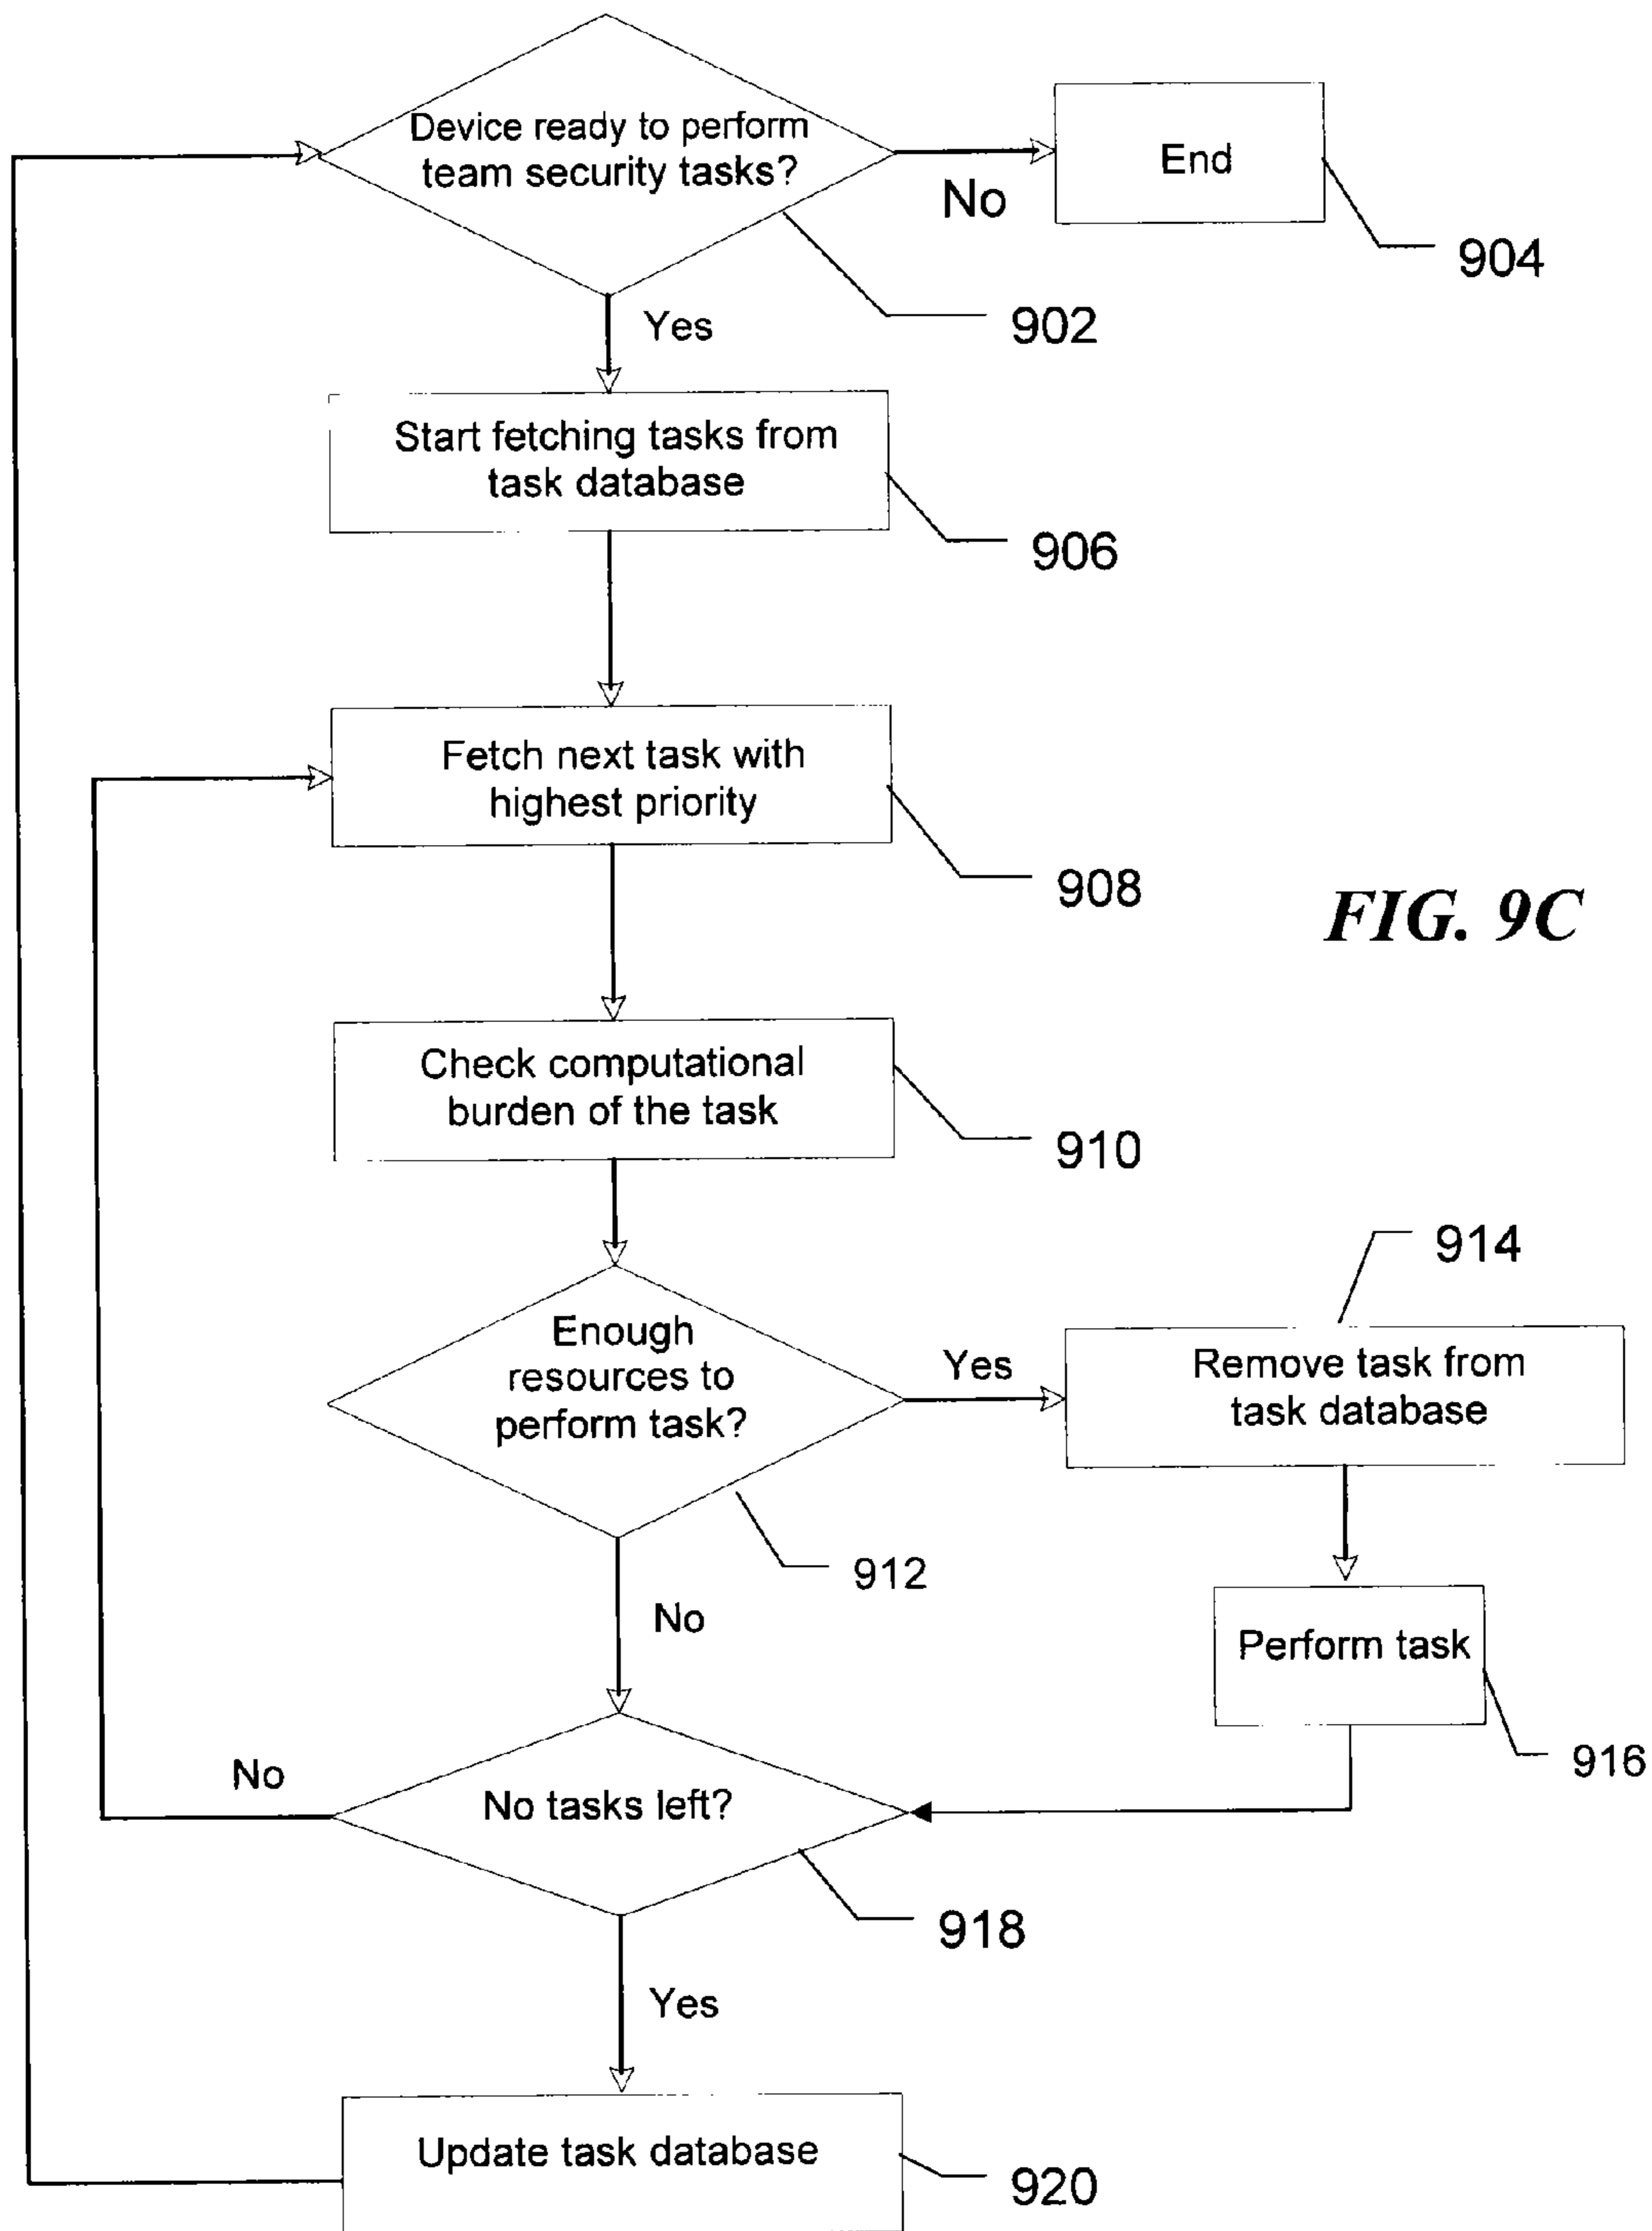 Device ready to perform
team security tasks?
End
No
904
902
Yes
Start fetching tasks from
task database
906
Fetch next task with
highest priority
908
FIG. 9C
Check computational
burden of the task
910
914
Enough
resources to
perform task?
Yes
Remove task from
task database
912
No
Perform task
916
No
No tasks left?
918
Yes
Update task database
920